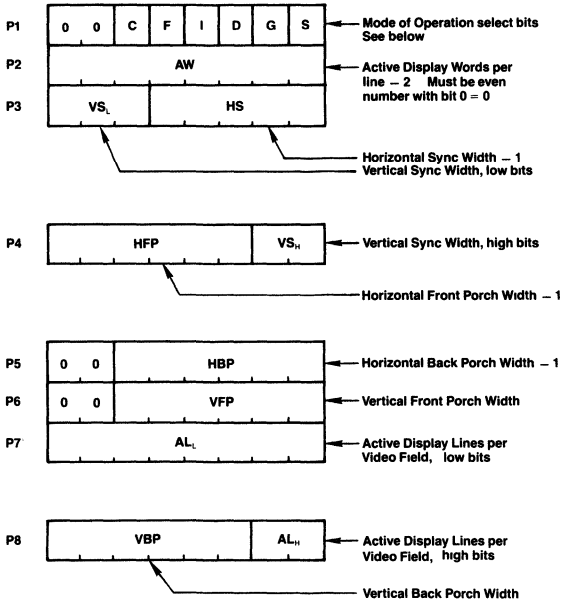 P1 0 0 C F I D G S Mode of Operation select bits
See below
P2 AW Active Display Words per
line – 2 Must be even
number with bit 0 = 0
P3 VSL HS
Horizontal Sync Width – 1
Vertical Sync Width, low bits
P4 HFP VSH Vertical Sync Width, high bits
Horizontal Front Porch Width – 1
P5 0 0 HBP Horizontal Back Porch Width – 1
P6 0 0 VFP Vertical Front Porch Width
P7 ALL Active Display Lines per
Video Field, low bits
P8 VBP ALH Active Display Lines per
Video Field, high bits
Vertical Back Porch Width